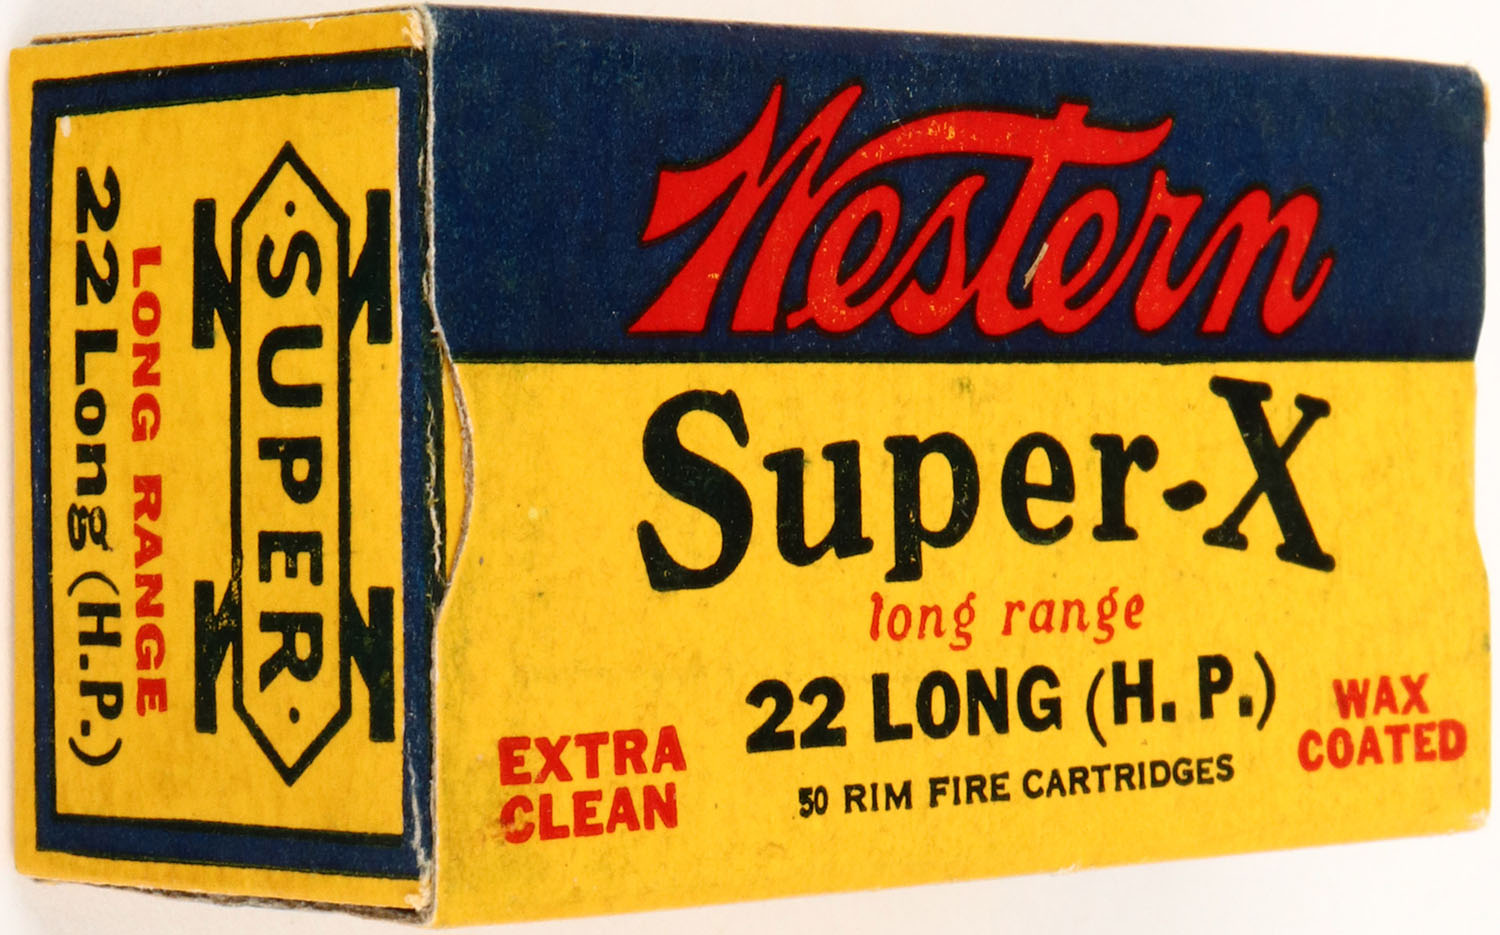 Western
Super-X
long range
22 LONG (H. P.)
50 RIM FIRE CARTRIDGES
EXTRA
CLEAN
WAX
COATED
·SUPER·
X X
LONG RANGE
22 Long (H.P.)